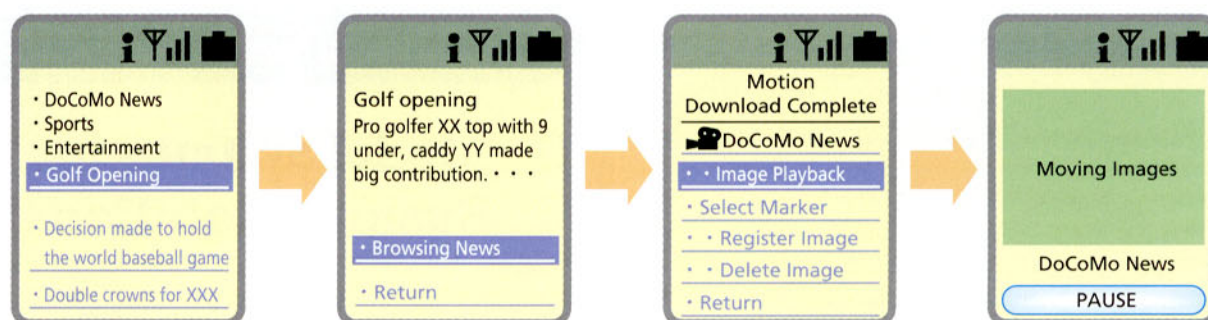 · DoCoMo News
· Sports
· Entertainment
· Golf Opening
· Decision made to hold
the world baseball game
· Double crowns for XXX
Golf opening
Pro golfer XX top with 9
under, caddy YY made
big contribution. · · ·
· Browsing News
· Return
Motion
Download Complete
DoCoMo News
· · Image Playback
· Select Marker
· · Register Image
· · Delete Image
· Return
Moving Images
DoCoMo News
PAUSE